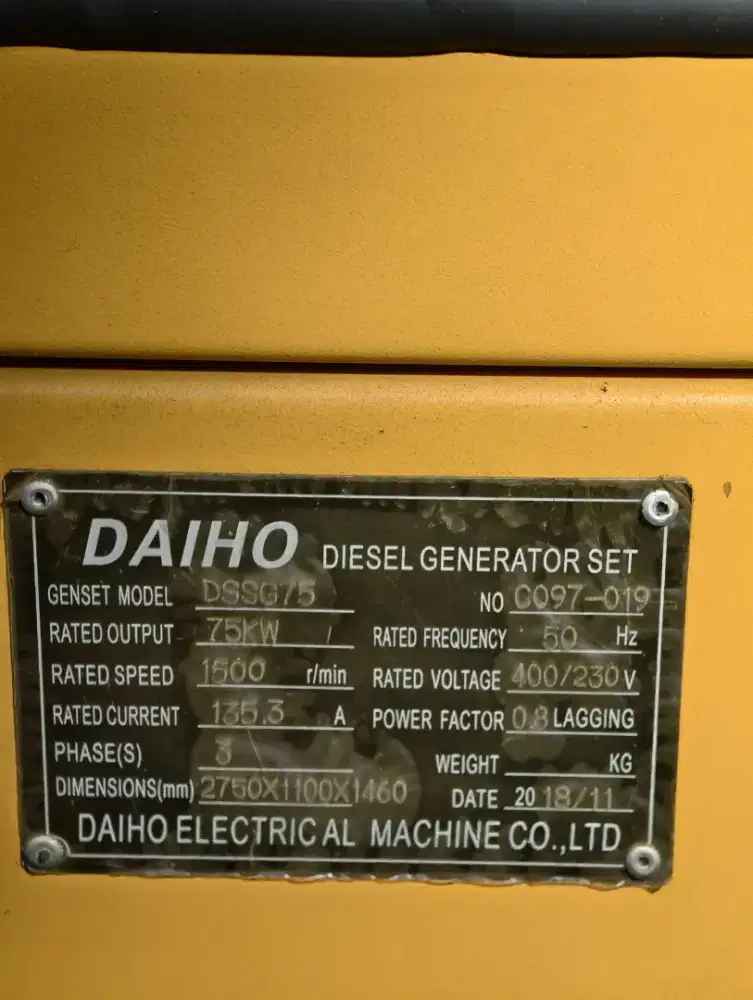 DAIHO DIESEL GENERATOR SET
GENSET MODEL DSSG75 NO C097-019
RATED OUTPUT 75KW / RATED FREQUENCY 50 Hz
RATED SPEED 1500 r/min RATED VOLTAGE 400/230 V
RATED CURRENT 135.3 A POWER FACTOR 0.8 LAGGING
PHASE(S) 3 WEIGHT KG
DIMENSIONS(mm) 2750X1100X1460 DATE 2018/11
DAIHO ELECTRICAL MACHINE CO.,LTD